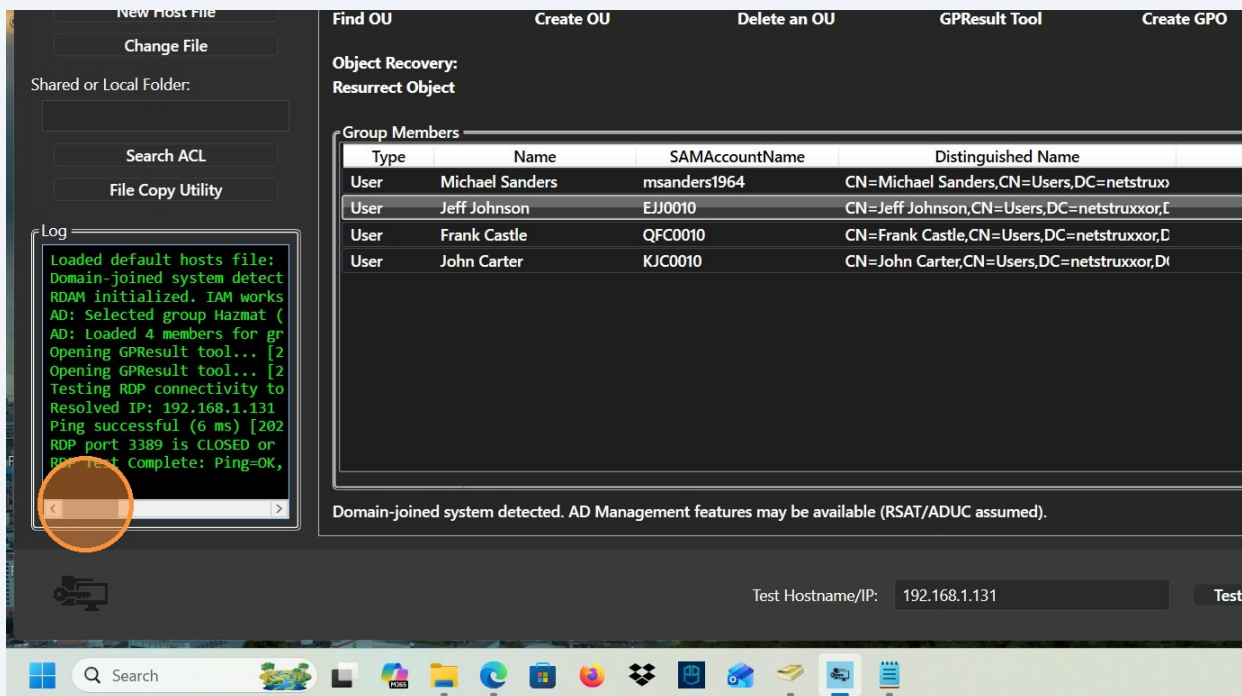 New Host File
Change File
Shared or Local Folder:
Search ACL
File Copy Utility
Log
Loaded default hosts file:
Domain-joined system detect
RDAM initialized. IAM works
AD: Selected group Hazmat (
AD: Loaded 4 members for gr
Opening GPResult tool... [2
Opening GPResult tool... [2
Testing RDP connectivity to
Resolved IP: 192.168.1.131
Ping successful (6 ms) [202
RDP port 3389 is CLOSED or
RDP Test Complete: Ping=OK,
Find OU Create OU Delete an OU GPResult Tool Create GPO
Object Recovery:
Resurrect Object
Group Members
Type Name SAMAccountName Distinguished Name
User Michael Sanders msanders1964 CN=Michael Sanders,CN=Users,DC=netstruxx
User Jeff Johnson EJJ0010 CN=Jeff Johnson,CN=Users,DC=netstruxxor,D
User Frank Castle QFC0010 CN=Frank Castle,CN=Users,DC=netstruxxor,D
User John Carter KJC0010 CN=John Carter,CN=Users,DC=netstruxxor,D
Domain-joined system detected. AD Management features may be available (RSAT/ADUC assumed).
Test Hostname/IP: 192.168.1.131 Test
Search
M365